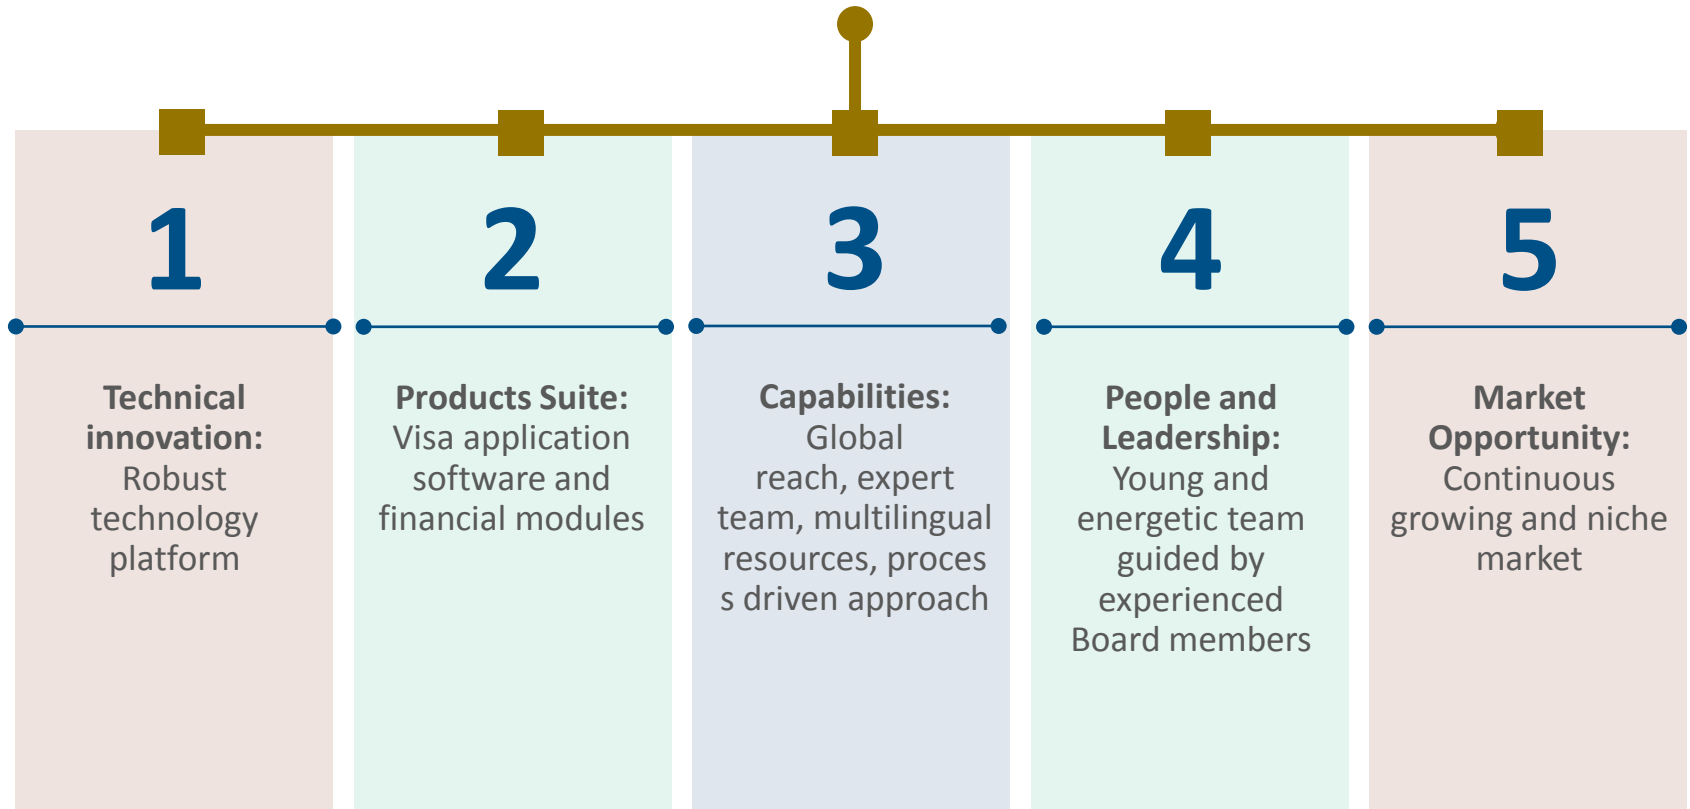 1
Technical
innovation:
Robust
technology
platform
2
Products Suite:
Visa application
software and
financial modules
3
Capabilities:
Global
reach, expert
team, multilingual
resources, proces
s driven approach
4
People and
Leadership:
Young and
energetic team
guided by
experienced
Board members
5
Market
Opportunity:
Continuous
growing and niche
market